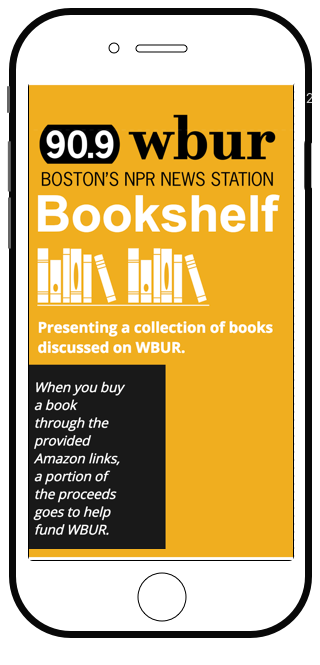 90.9 wbur
BOSTON'S NPR NEWS STATION
Bookshelf
Presenting a collection of books
discussed on WBUR.
When you buy
a book
through the
provided
Amazon links,
a portion of
the proceeds
goes to help
fund WBUR.